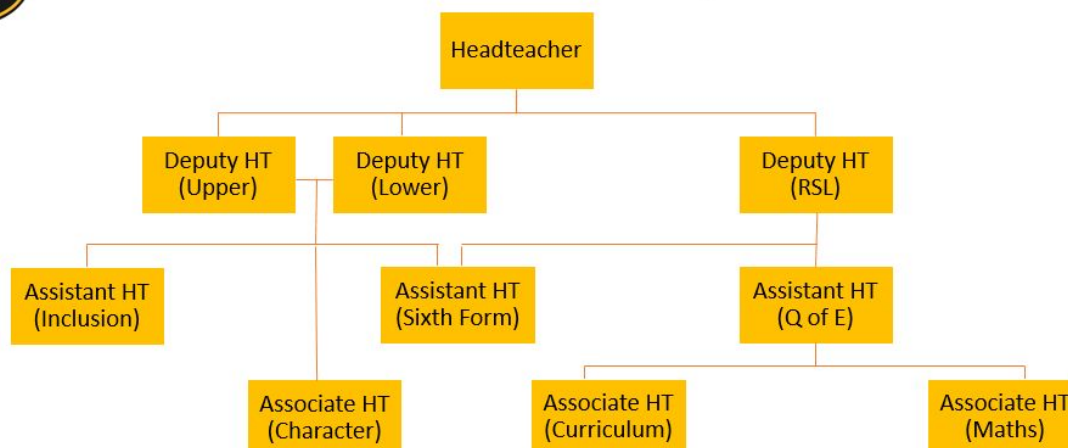 Headteacher
Deputy HT
(Upper)
Deputy HT
(Lower)
Deputy HT
(RSL)
Assistant HT
(Inclusion)
Assistant HT
(Sixth Form)
Assistant HT
(Q of E)
Associate HT
(Character)
Associate HT
(Curriculum)
Associate HT
(Maths)